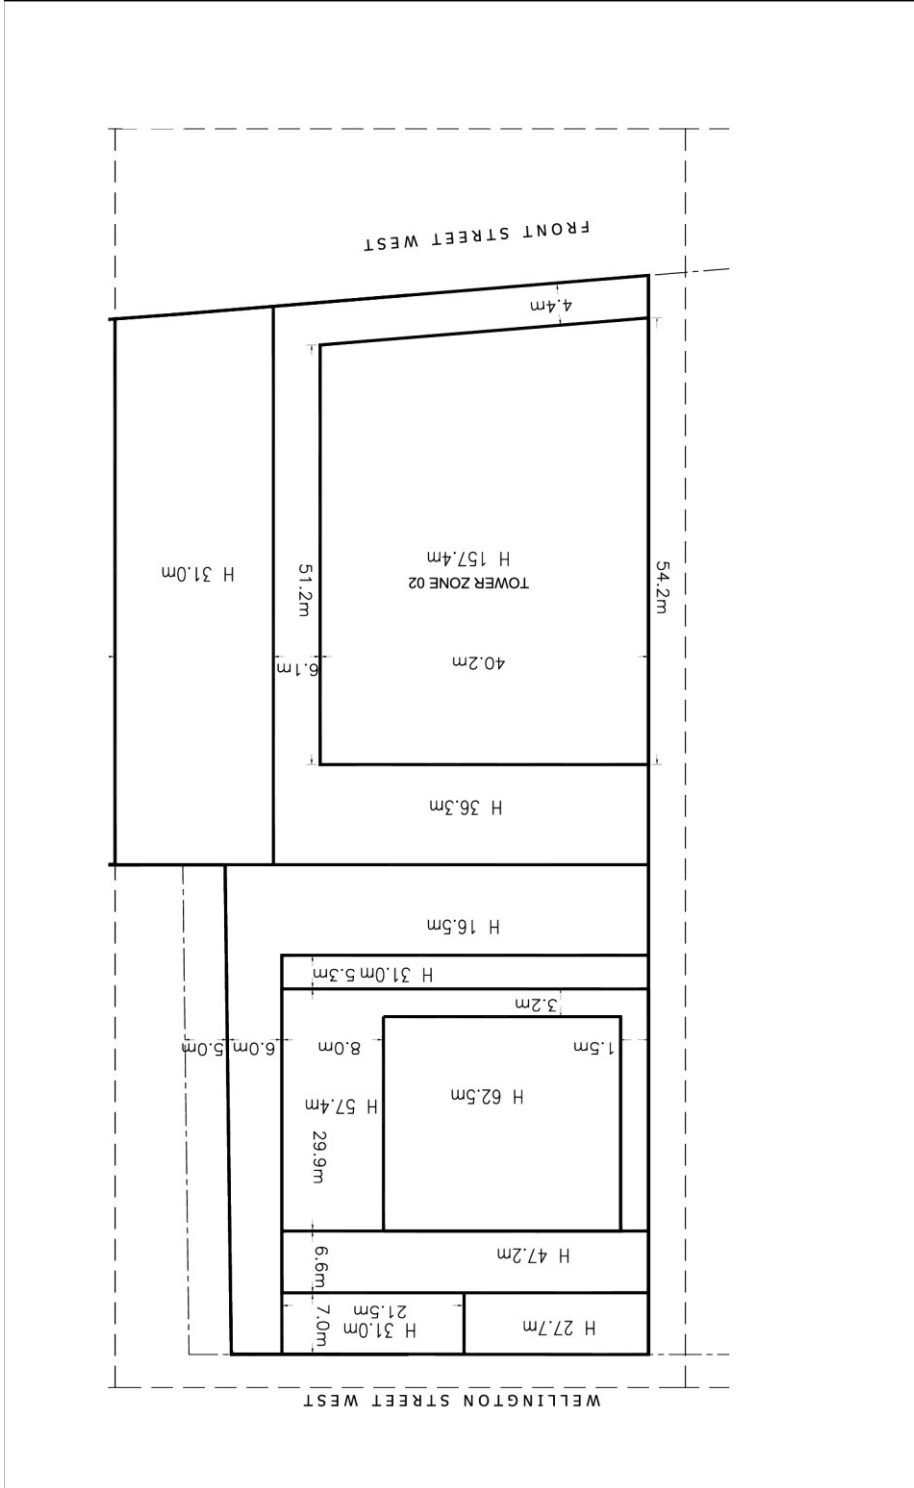 WELLINGTON STREET WEST
H 27.7m
H 31.0m
21.5m
7.0m
H 47.2m
6.6m
29.9m
H 57.4m
H 62.5m
1.5m
8.0m
6.0m
5.0m
3.2m
H 31.0m
5.3m
H 16.5m
H 36.3m
40.2m
6.1m
54.2m
51.2m
TOWER ZONE 02
H 157.4m
H 31.0m
4.4m
FRONT STREET WEST